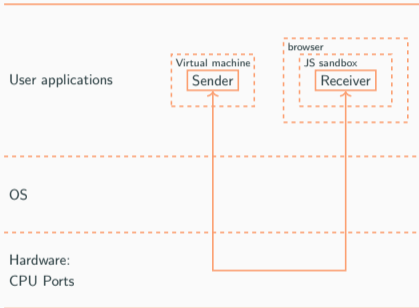 browser
Virtual machine
JS sandbox
User applications
Sender
Receiver
OS
Hardware:
CPU Ports